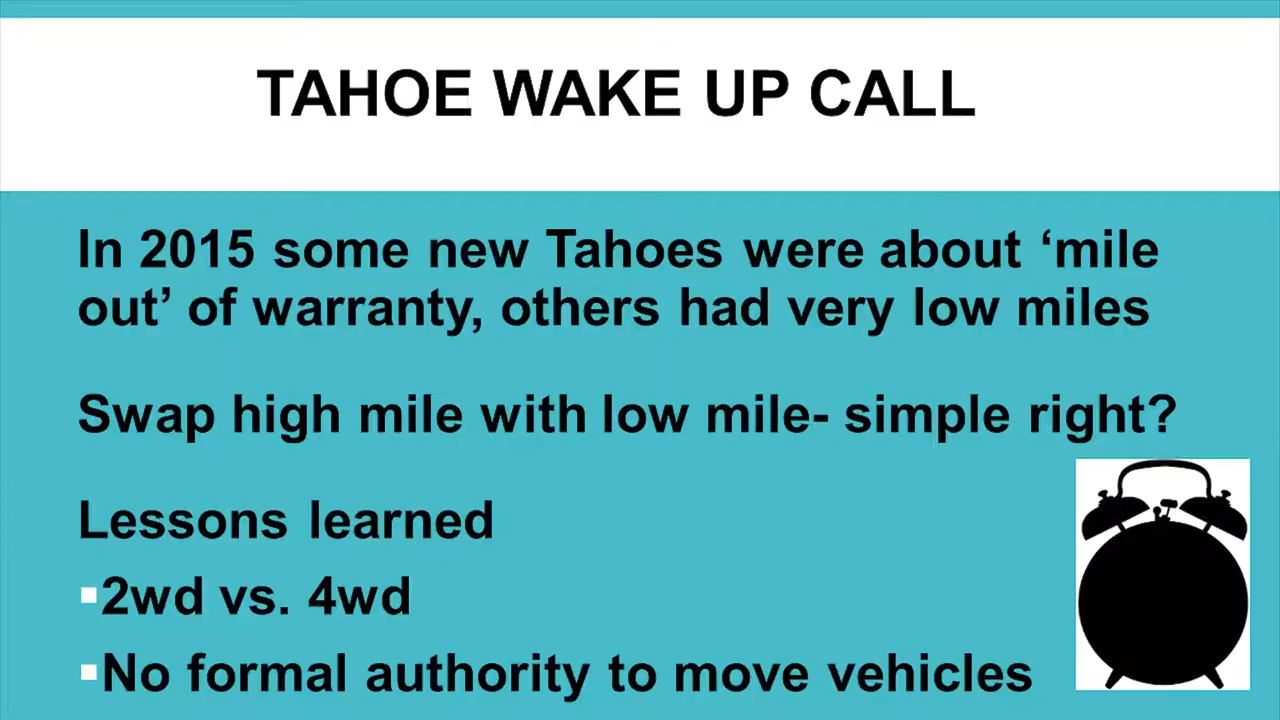 TAHOE WAKE UP CALL
In 2015 some new Tahoes were about ‘mile
out’ of warranty, others had very low miles
Swap high mile with low mile- simple right?
Lessons learned
▪2wd vs. 4wd
▪No formal authority to move vehicles